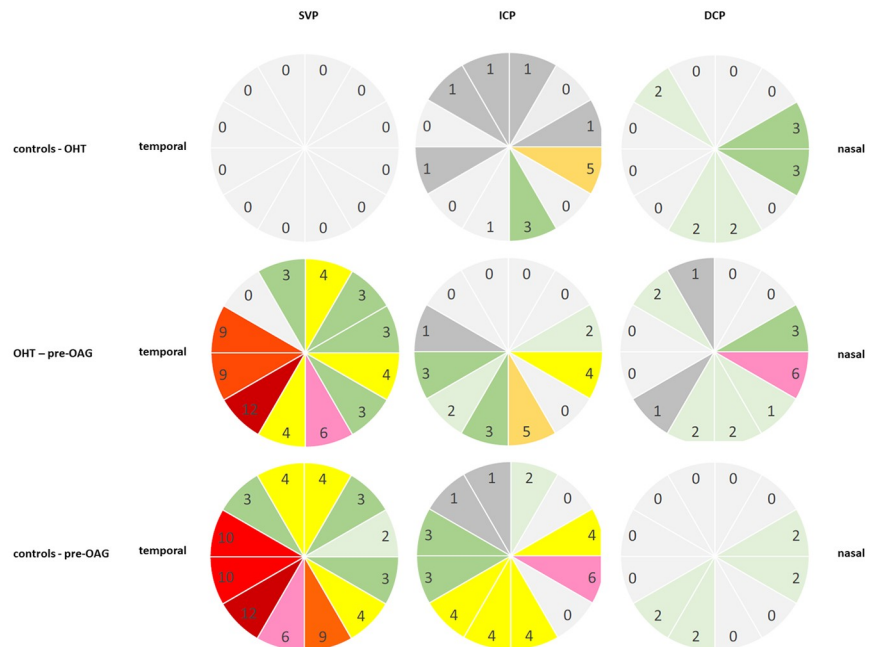 SVP ICP DCP
0 0 1 1 0 0
0 0 1 0 2 0
0 0 0 1 0 3
controls - OHT temporal nasal
0 0 1 5 0 3
0 0 0 0 0 0
0 0 1 3 2 2
3 4 0 0 1 0
0 3 0 0 2 0
9 3 1 2 0 3
OHT – pre-OAG temporal nasal
9 4 3 4 0 6
12 3 2 0 1 1
4 6 3 5 2 2
4 4 1 2 0 0
3 3 1 0 0 0
10 2 3 4 0 2
controls - pre-OAG temporal nasal
10 3 3 6 0 2
12 4 4 0 2 0
6 9 4 4 2 0